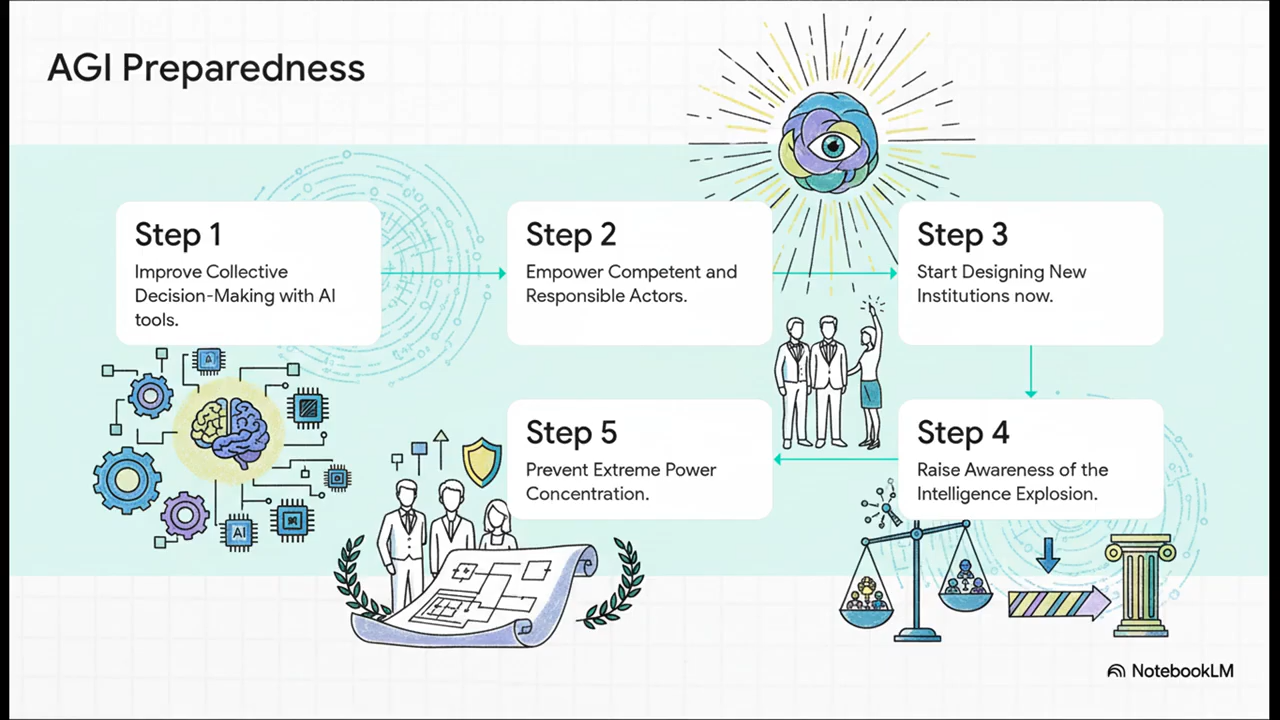 AGI Preparedness
Step 1
Improve Collective
Decision-Making with AI
tools.
Step 2
Empower Competent and
Responsible Actors.
Step 3
Start Designing New
Institutions now.
Step 4
Raise Awareness of the
Intelligence Explosion.
Step 5
Prevent Extreme Power
Concentration.
AI
NotebookLM